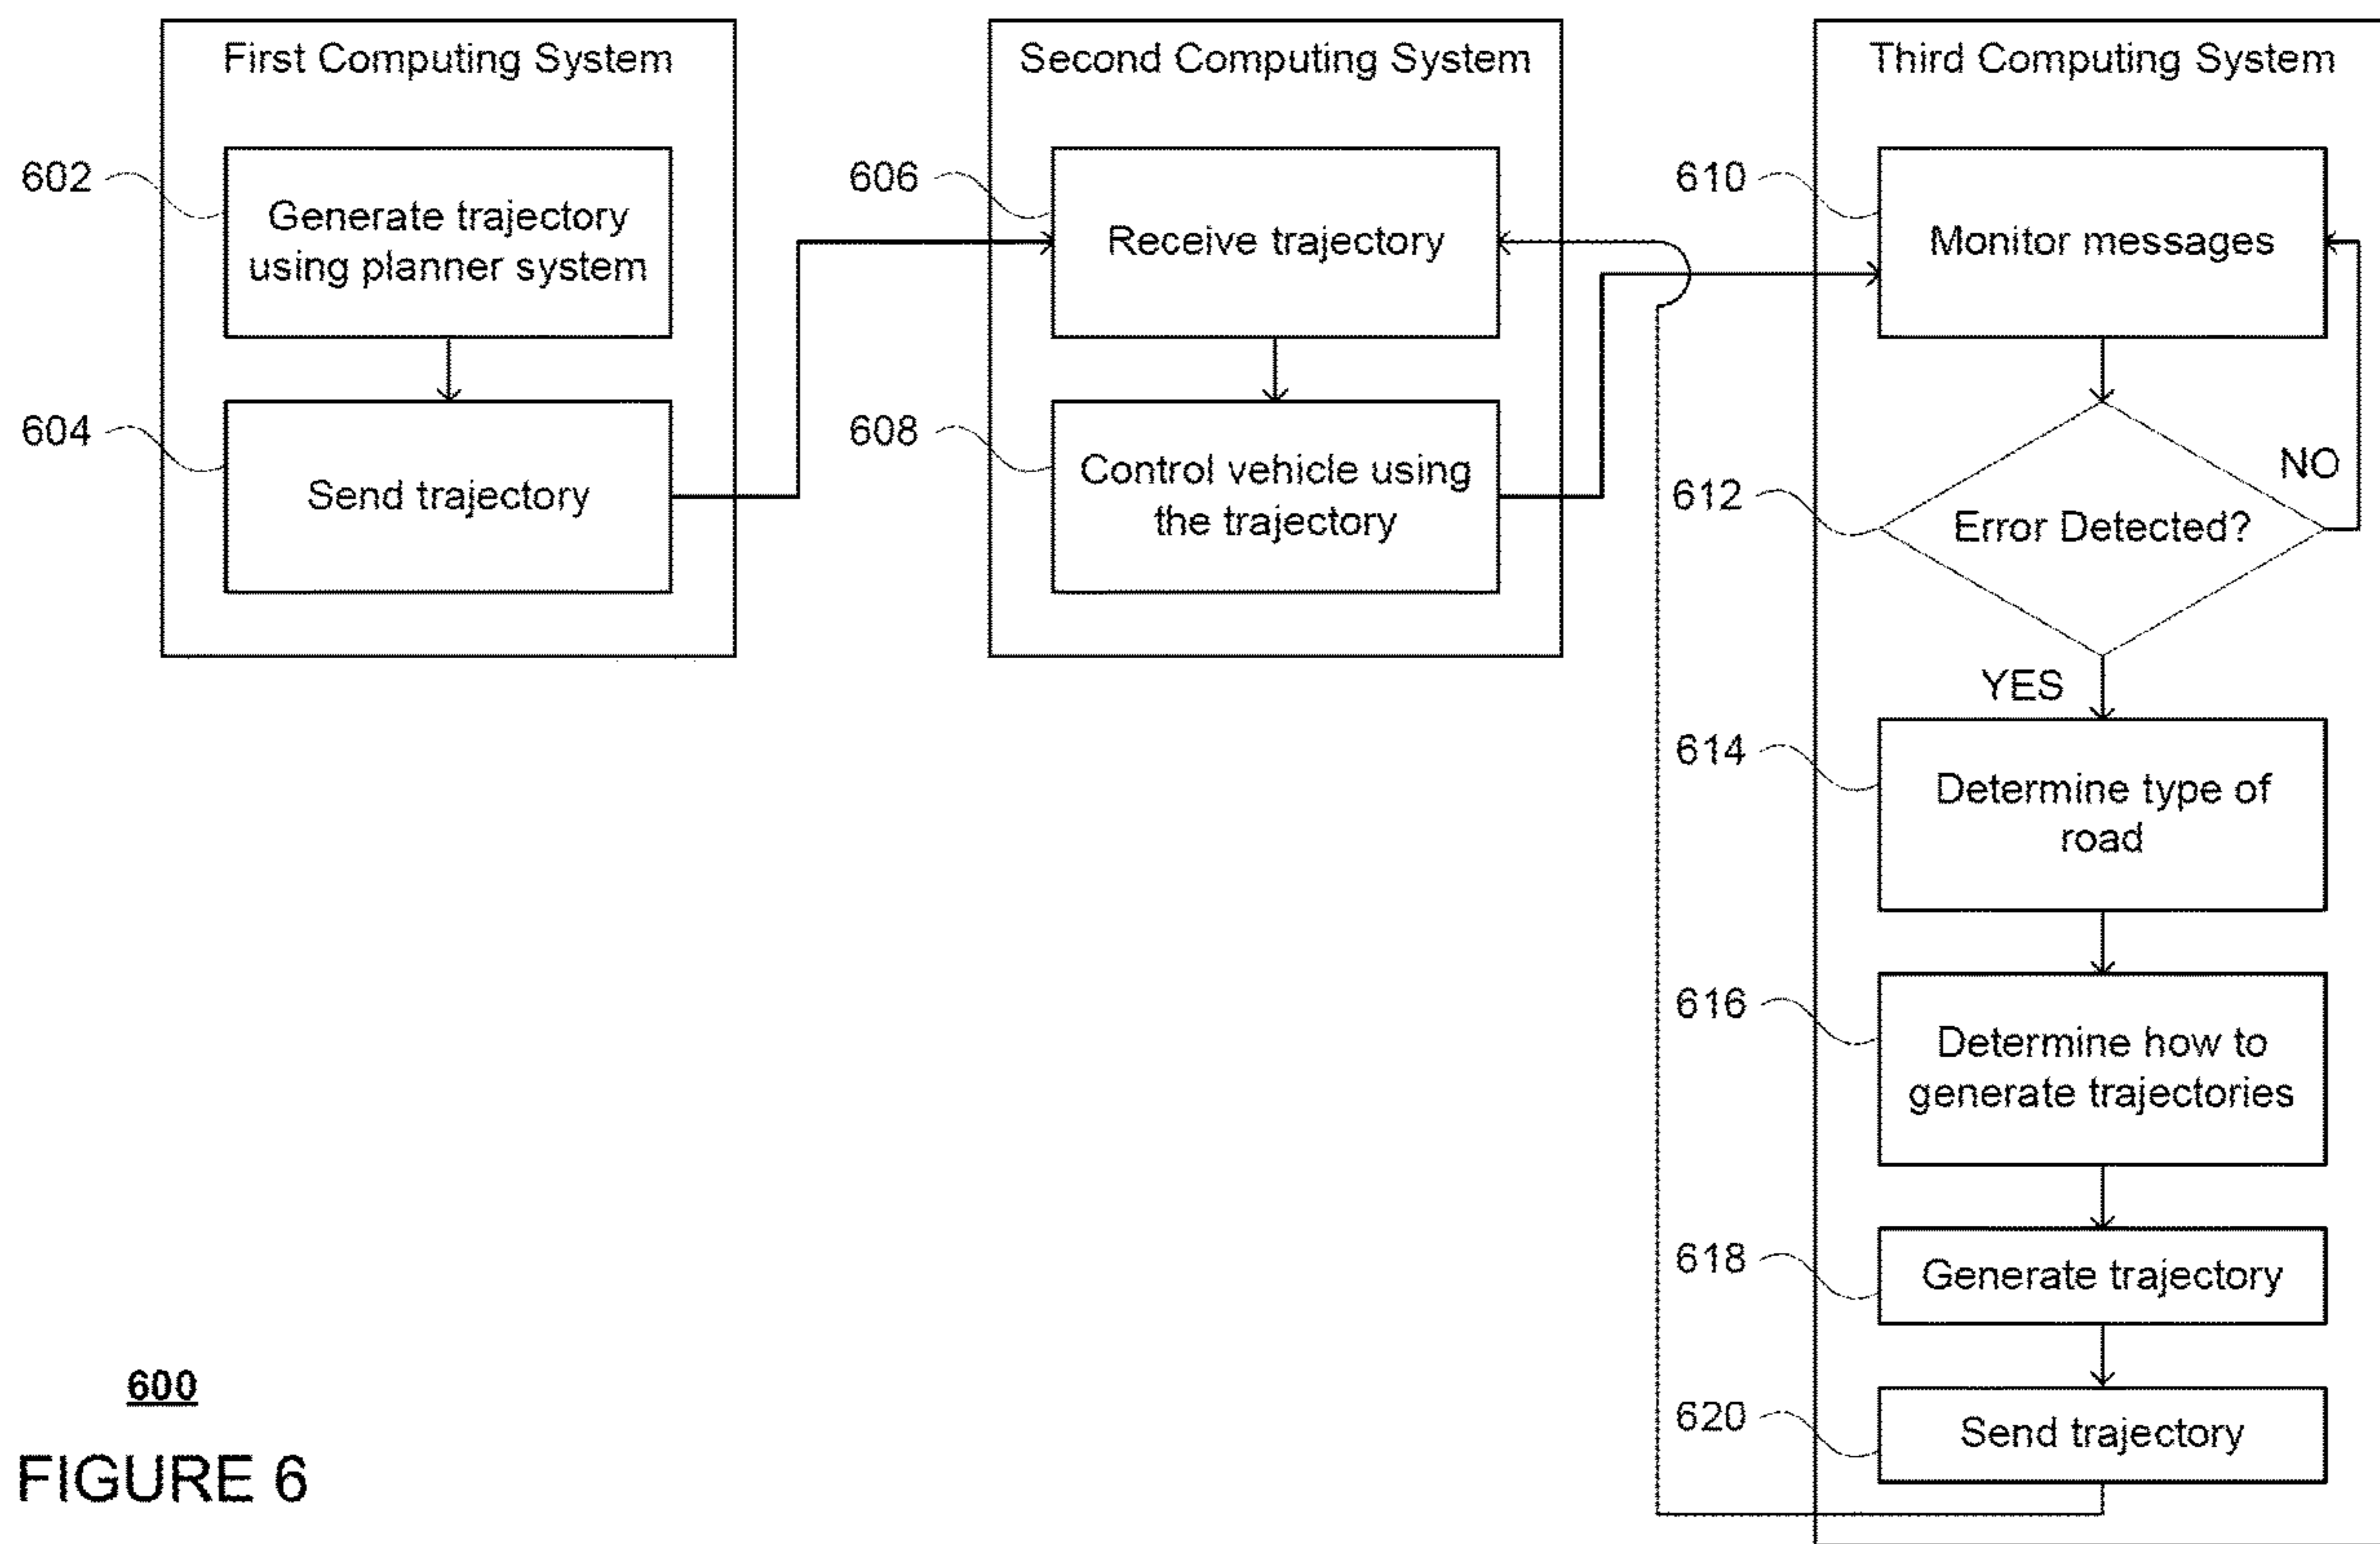 First Computing System
602
Generate trajectory
using planner system
604
Send trajectory
Second Computing System
606
Receive trajectory
608
Control vehicle using
the trajectory
Third Computing System
610
Monitor messages
612
Error Detected?
NO
YES
614
Determine type of
road
616
Determine how to
generate trajectories
618
Generate trajectory
620
Send trajectory
600
FIGURE 6